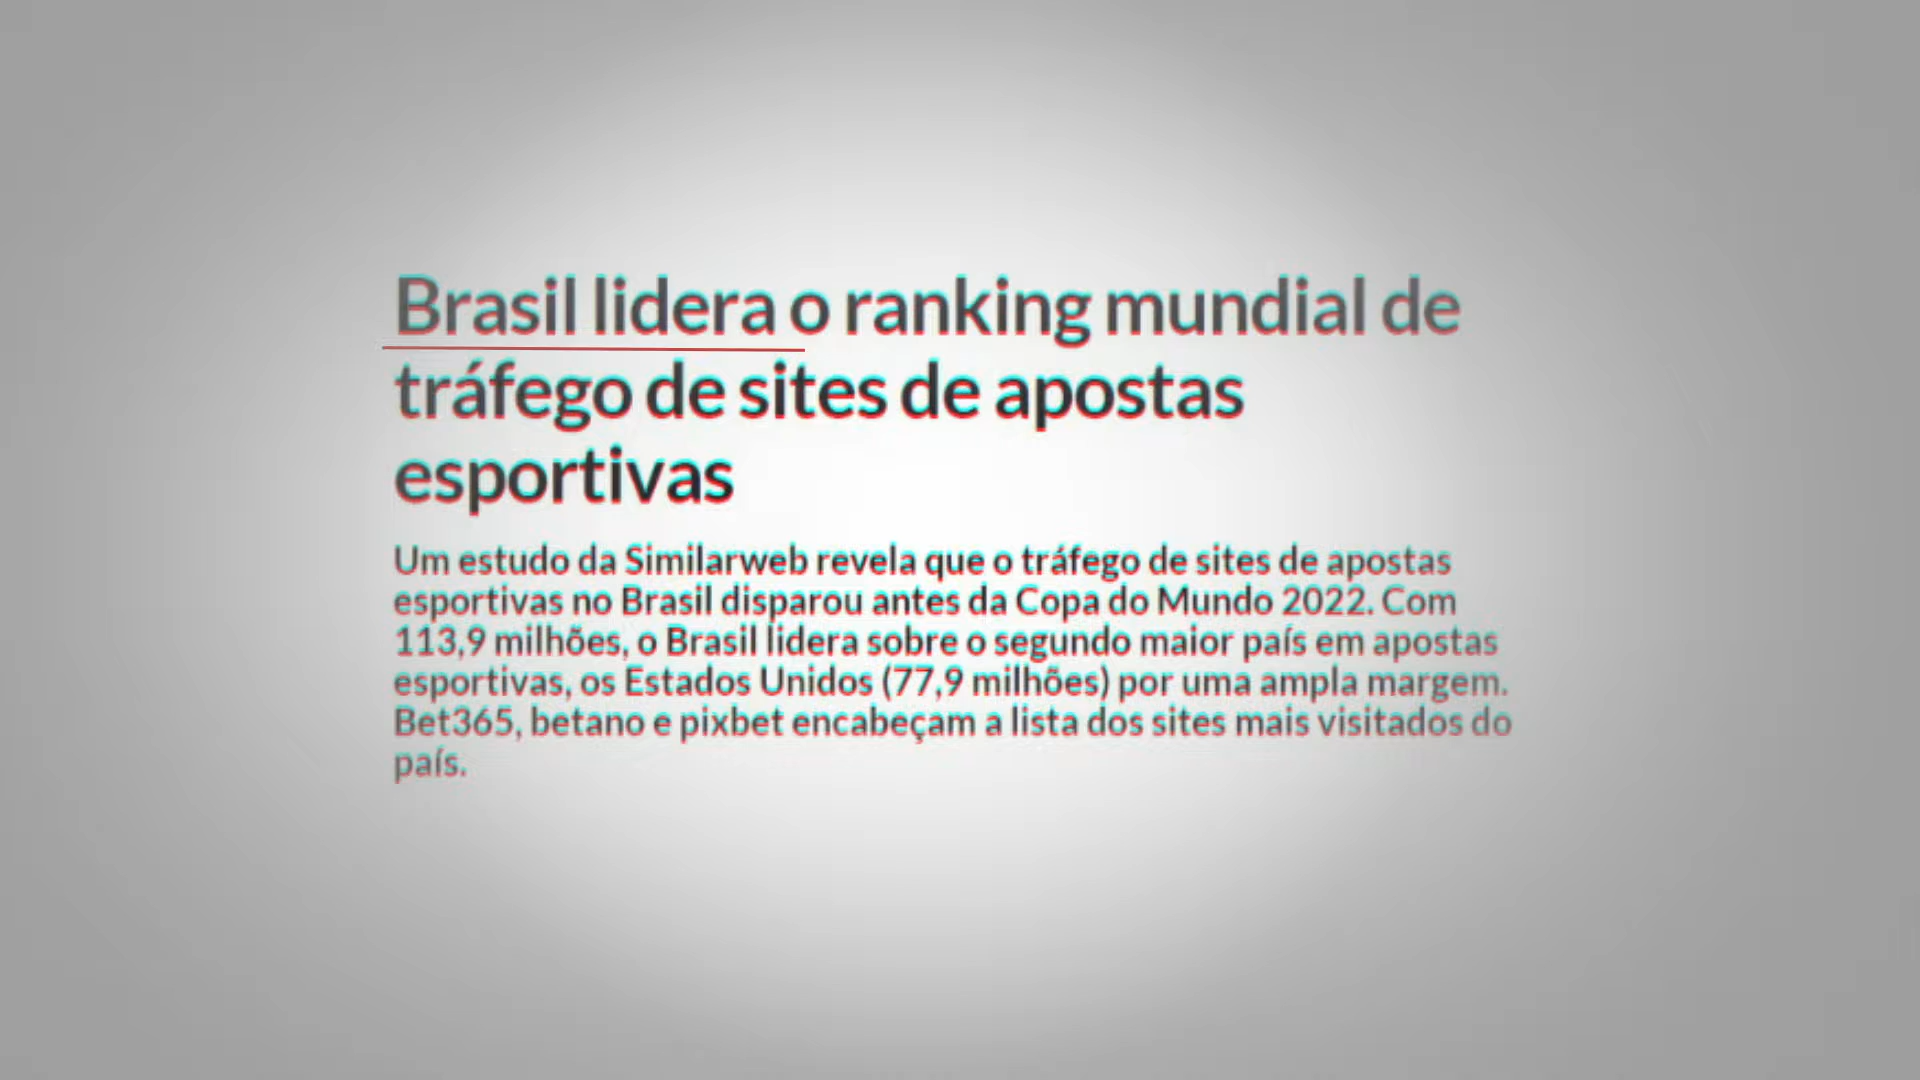 Brasil lidera o ranking mundial de
tráfego de sites de apostas
esportivas
Um estudo da Similarweb revela que o tráfego de sites de apostas
esportivas no Brasil disparou antes da Copa do Mundo 2022. Com
113,9 milhões, o Brasil lidera sobre o segundo maior país em apostas
esportivas, os Estados Unidos (77,9 milhões) por uma ampla margem.
Bet365, betano e pixbet encabeçam a lista dos sites mais visitados do
país.